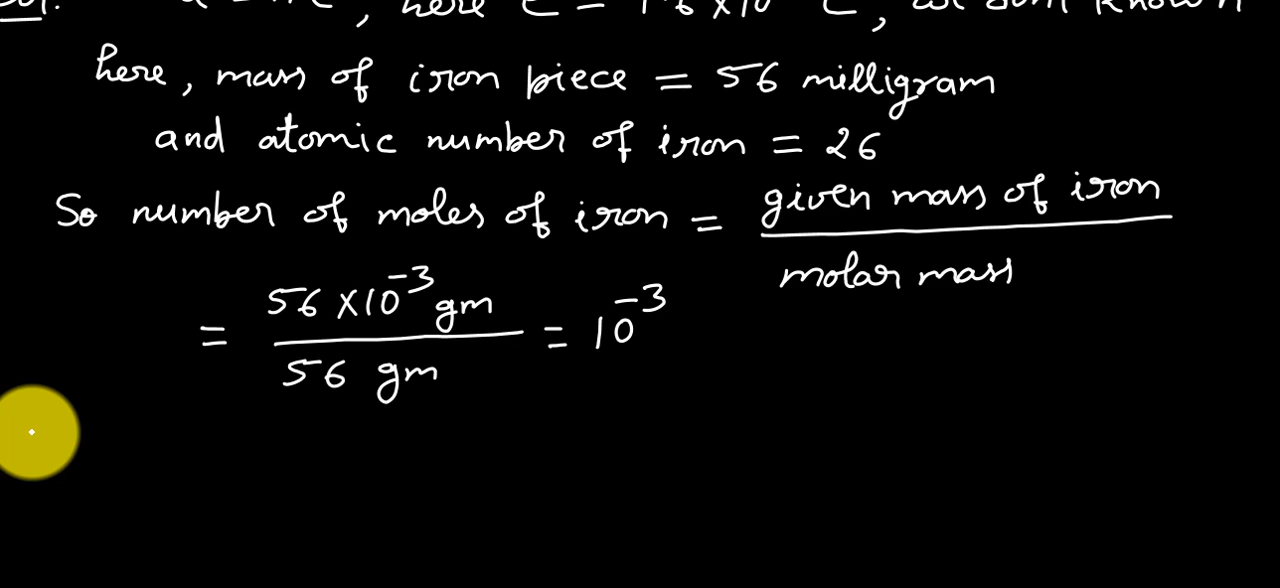 here, mass of iron piece = 56 milligram
and atomic number of iron = 26
So number of moles of iron = given mass of iron / molar mass
= 56 × 10⁻³ gm / 56 gm = 10⁻³